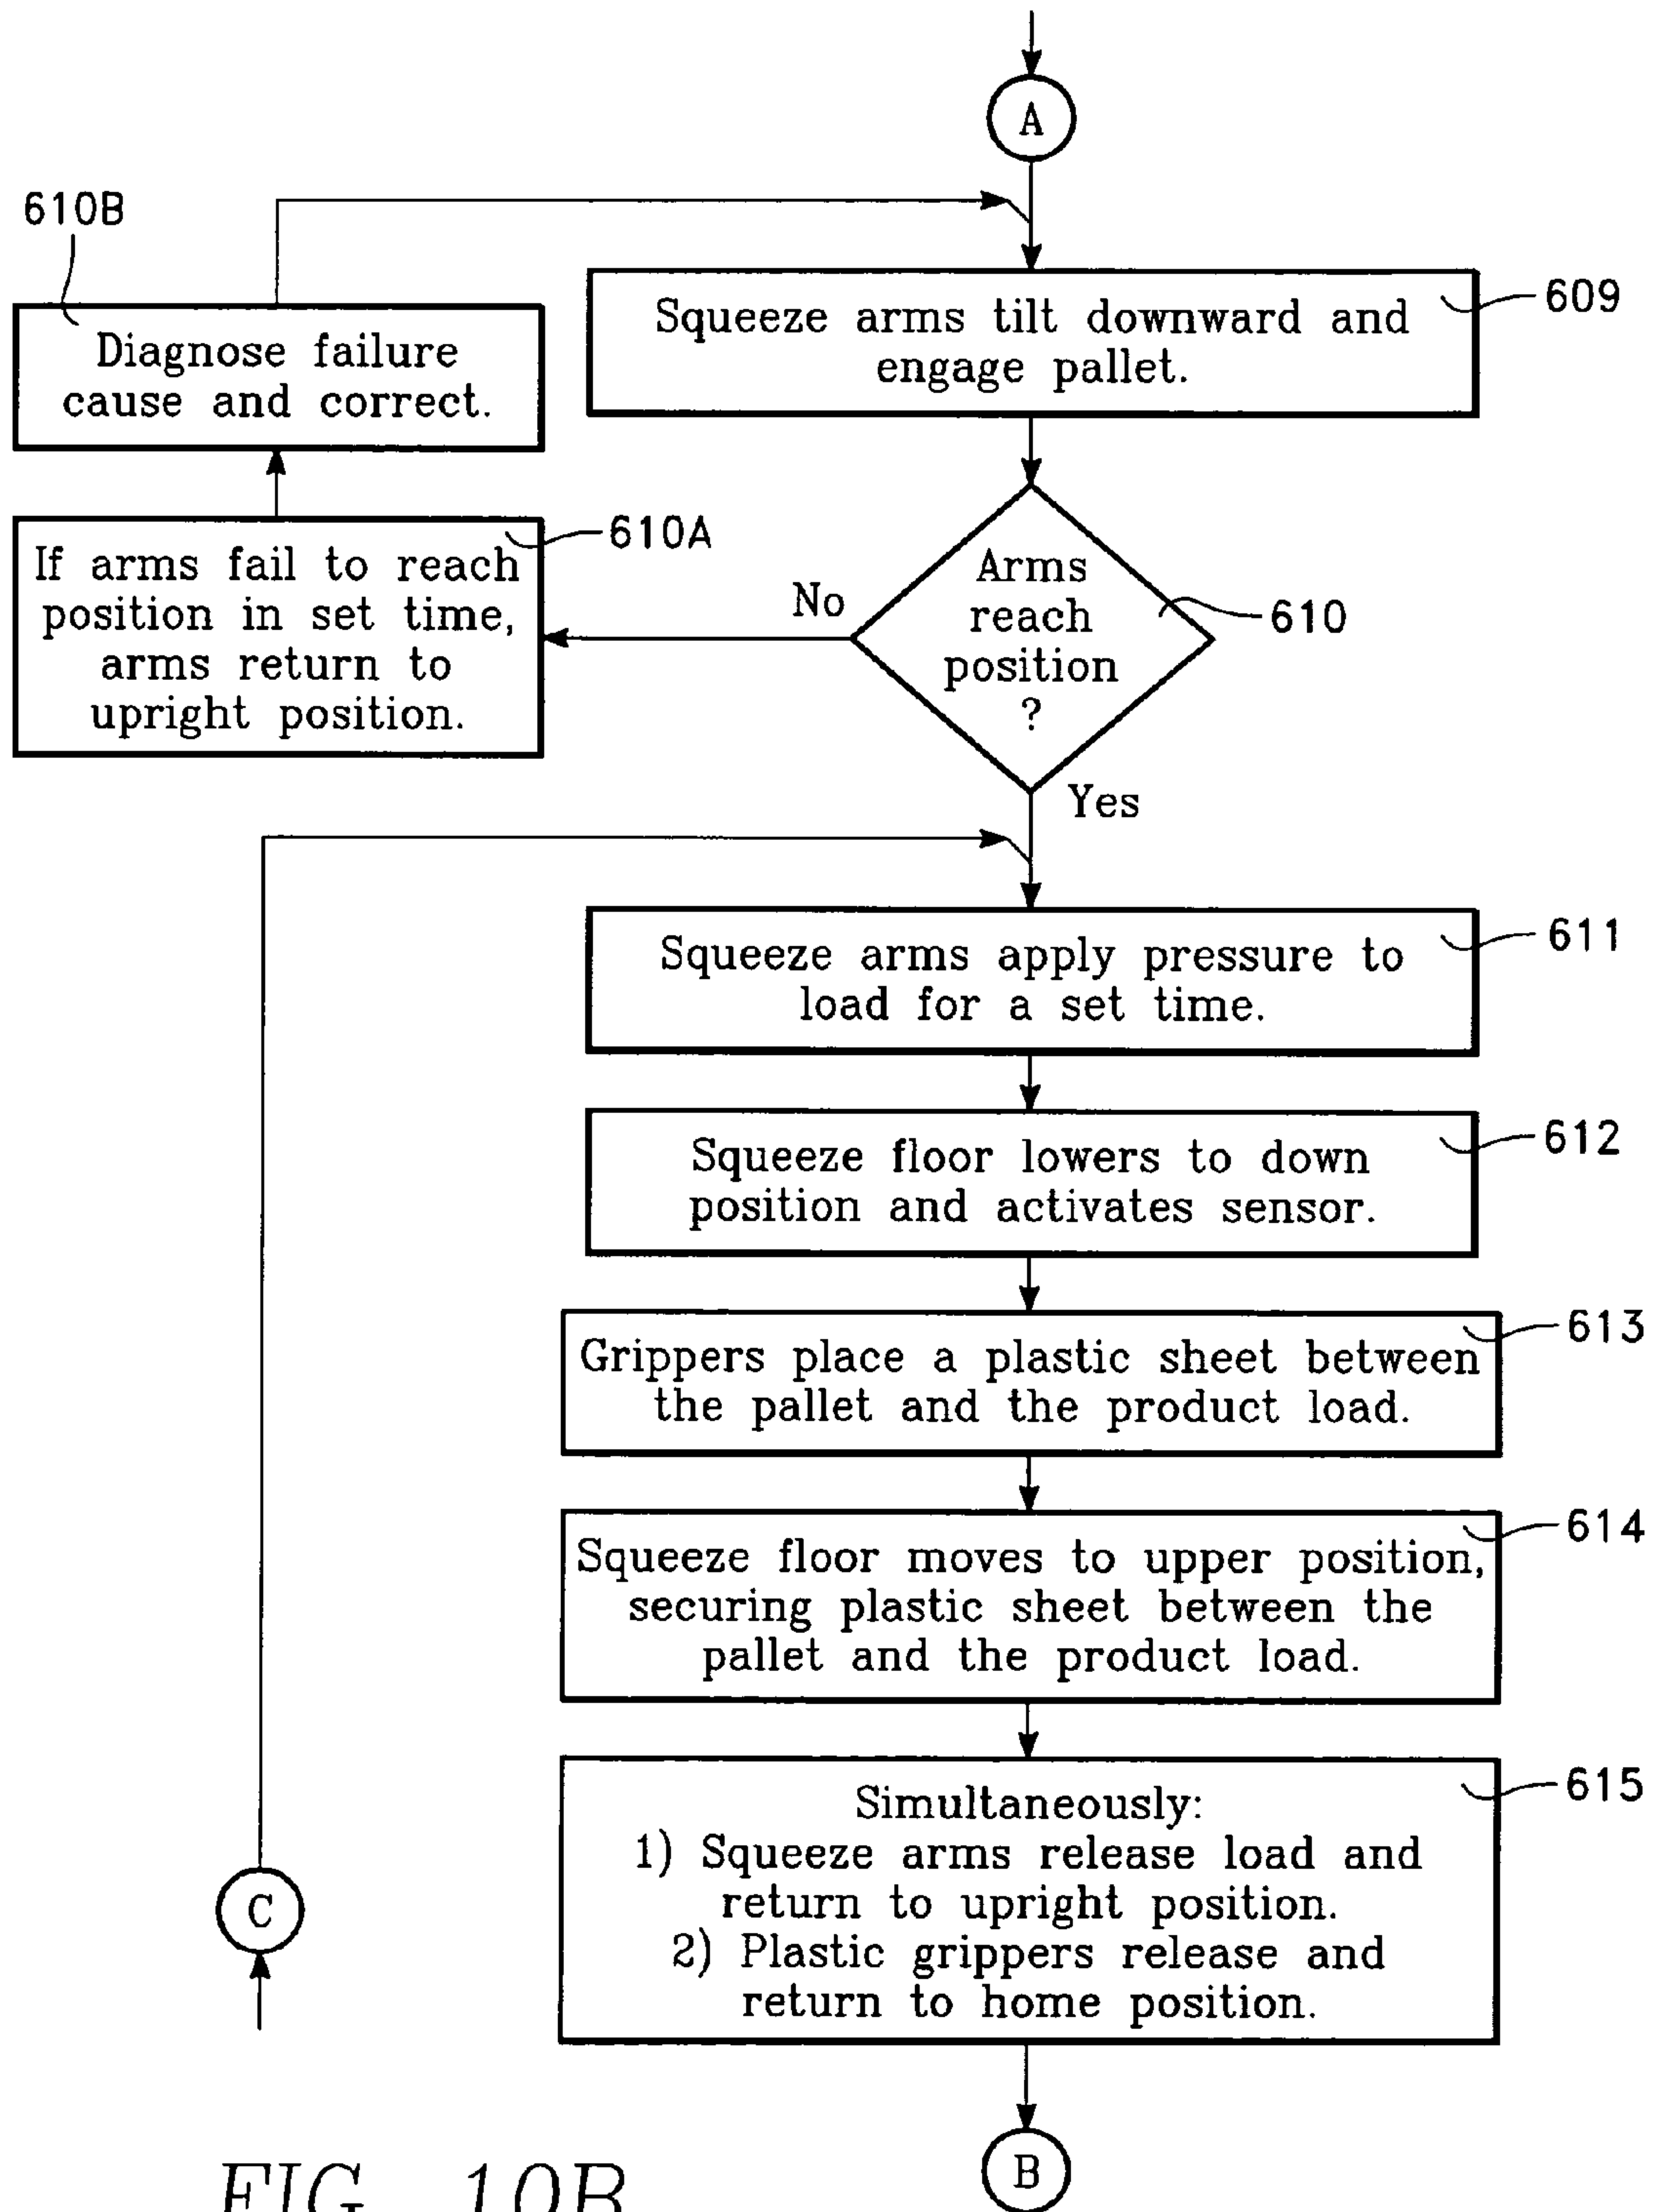 A
610B
609
Squeeze arms tilt downward and
engage pallet.
Diagnose failure
cause and correct.
610A
If arms fail to reach
position in set time,
arms return to
upright position.
No
Arms
reach
position
?
610
Yes
611
Squeeze arms apply pressure to
load for a set time.
612
Squeeze floor lowers to down
position and activates sensor.
613
Grippers place a plastic sheet between
the pallet and the product load.
614
Squeeze floor moves to upper position,
securing plastic sheet between the
pallet and the product load.
615
Simultaneously:
1) Squeeze arms release load and
return to upright position.
2) Plastic grippers release and
return to home position.
C
B
FIG. 10B